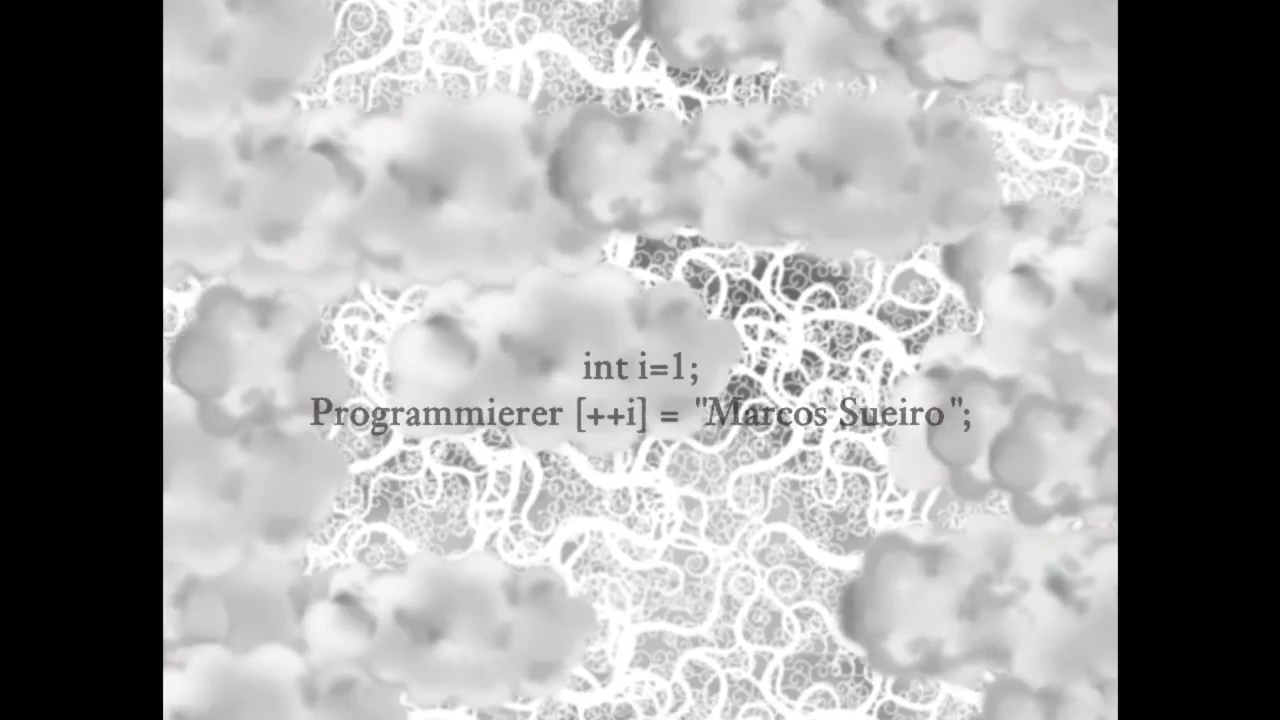 int i=1;
Programmierer [++i] = "Marcos Sueiro";